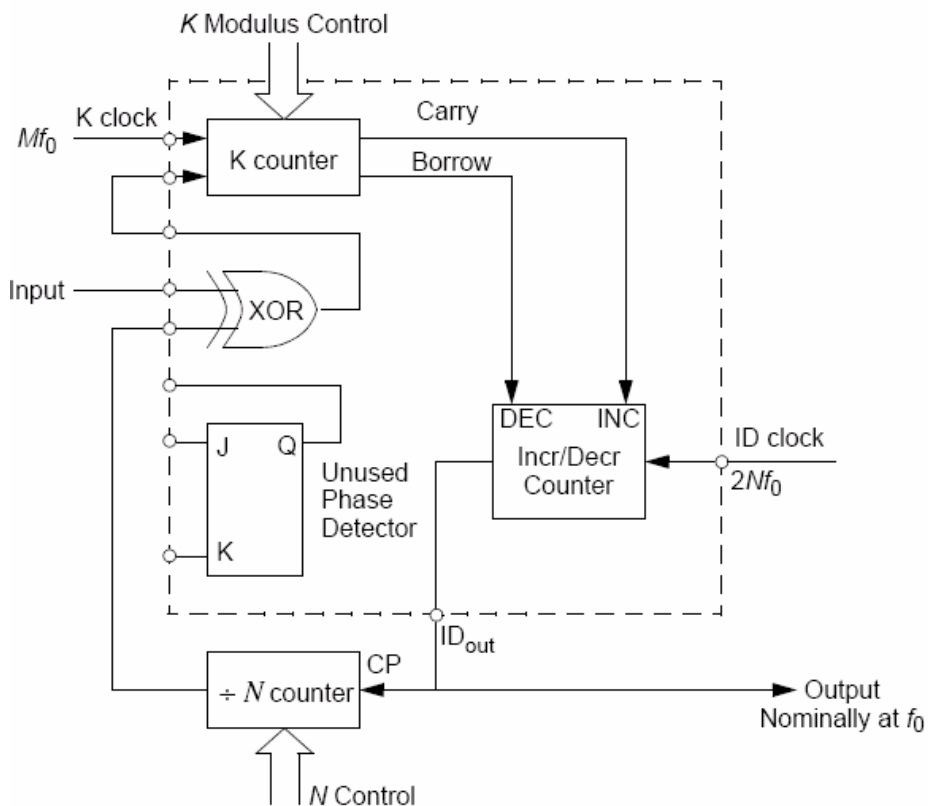 K Modulus Control
K clock
Mf0
K counter
Carry
Borrow
Input
XOR
DEC INC
Incr/Decr
Counter
ID clock
2Nf0
J Q
K
Unused
Phase
Detector
IDout
CP
÷ N counter
Output
Nominally at f0
N Control